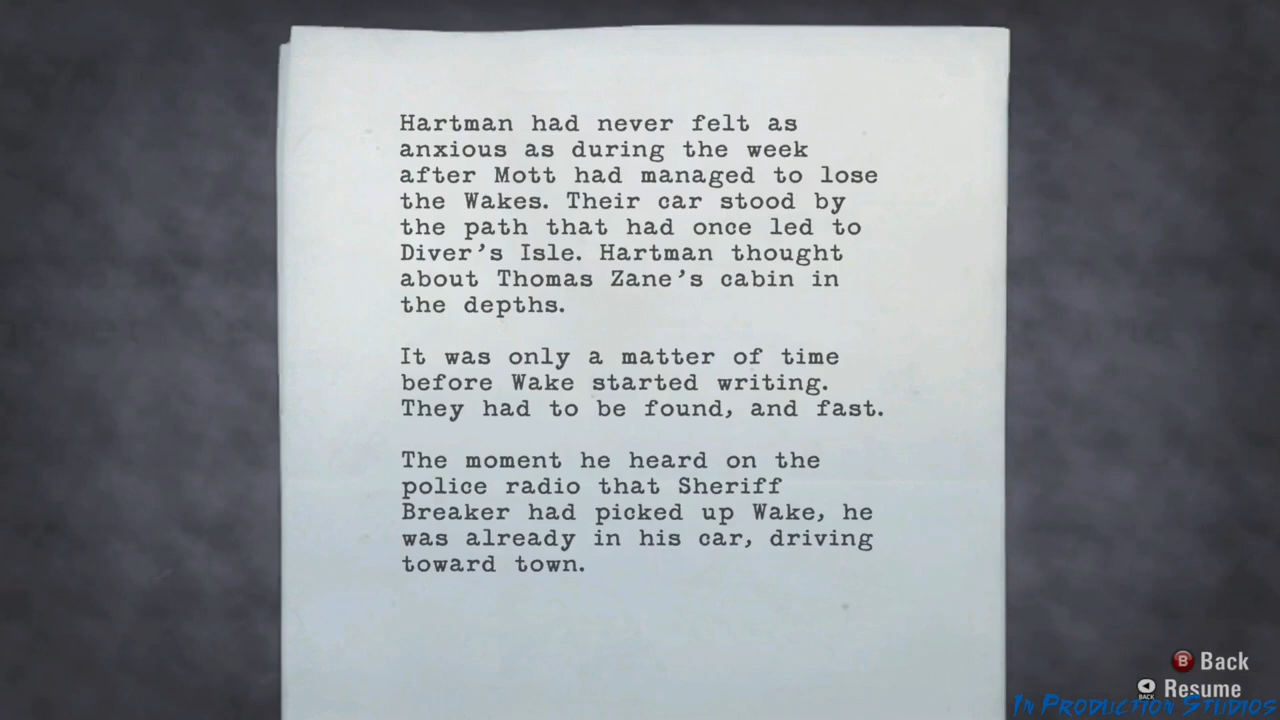 Hartman had never felt as
anxious as during the week
after Mott had managed to lose
the Wakes. Their car stood by
the path that had once led to
Diver's Isle. Hartman thought
about Thomas Zane's cabin in
the depths.
It was only a matter of time
before Wake started writing.
They had to be found, and fast.
The moment he heard on the
police radio that Sheriff
Breaker had picked up Wake, he
was already in his car, driving
toward town.
B Back
BACK Resume
In Production Studios